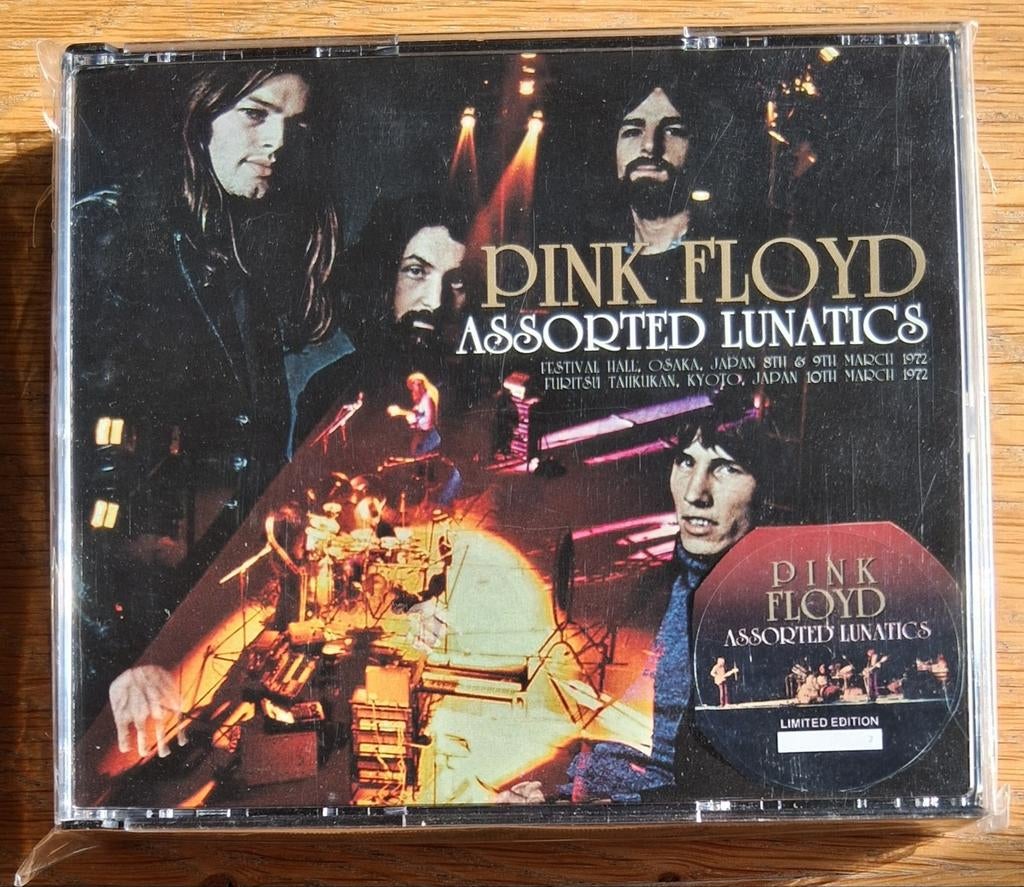 PINK FLOYD
ASSORTED LUNATICS
FESTIVAL HALL, OSAKA, JAPAN 8TH & 9TH MARCH 1972
FURITSU TAIIKUKAN, KYOTO, JAPAN 10TH MARCH 1972
PINK
FLOYD
ASSORTED LUNATICS
LIMITED EDITION